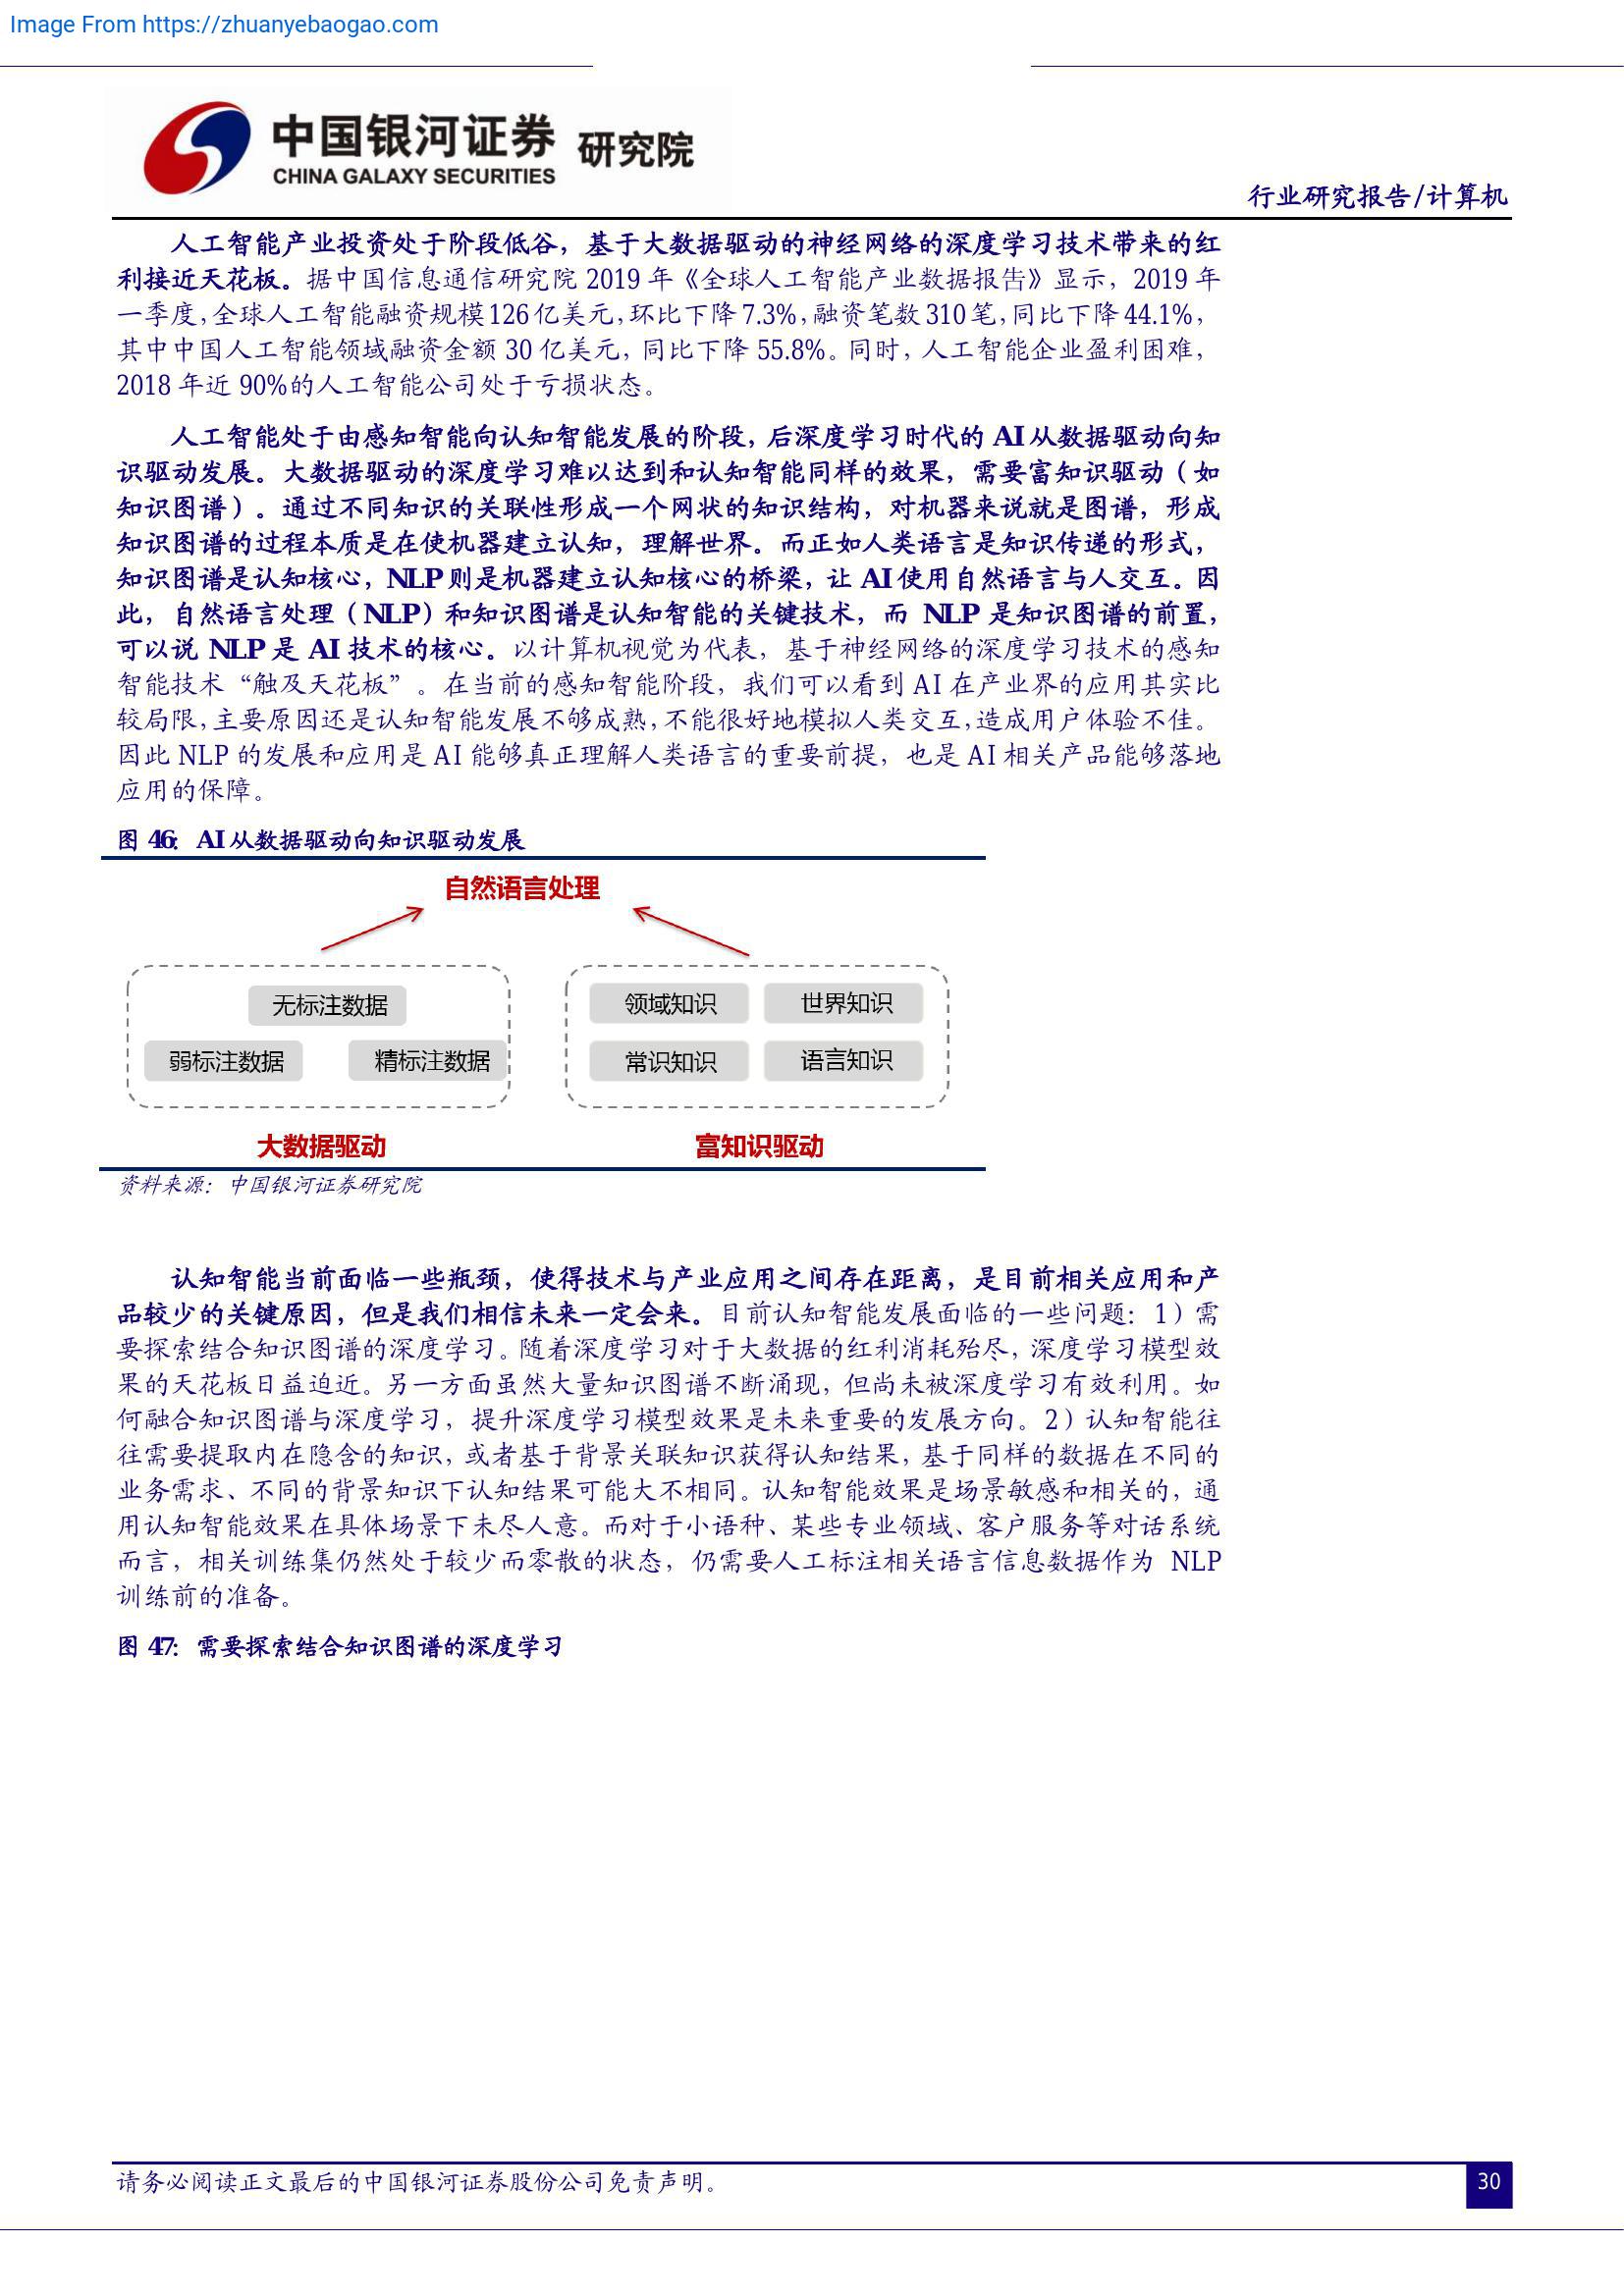 Image From https://zhuanyebaogao.com
中国银河证券 研究院
CHINA GALAXY SECURITIES
行业研究报告/计算机
人工智能产业投资处于阶段低谷，基于大数据驱动的神经网络的深度学习技术带来的红
利接近天花板。据中国信息通信研究院 2019 年《全球人工智能产业数据报告》显示，2019 年
一季度，全球人工智能融资规模 126 亿美元，环比下降 7.3%，融资笔数 310 笔，同比下降 44.1%，
其中中国人工智能领域融资金额 30 亿美元，同比下降 55.8%。同时，人工智能企业盈利困难，
2018 年近 90%的人工智能公司处于亏损状态。
人工智能处于由感知智能向认知智能发展的阶段，后深度学习时代的 AI 从数据驱动向知
识驱动发展。大数据驱动的深度学习难以达到和认知智能同样的效果，需要富知识驱动（如
知识图谱）。通过不同知识的关联性形成一个网状的知识结构，对机器来说就是图谱，形成
知识图谱的过程本质是在使机器建立认知，理解世界。而正如人类语言是知识传递的形式，
知识图谱是认知核心，NLP 则是机器建立认知核心的桥梁，让 AI 使用自然语言与人交互。因
此，自然语言处理（NLP）和知识图谱是认知智能的关键技术，而 NLP 是知识图谱的前置，
可以说 NLP 是 AI 技术的核心。以计算机视觉为代表，基于神经网络的深度学习技术的感知
智能技术“触及天花板”。在当前的感知智能阶段，我们可以看到 AI 在产业界的应用其实比
较局限，主要原因还是认知智能发展不够成熟，不能很好地模拟人类交互，造成用户体验不佳。
因此 NLP 的发展和应用是 AI 能够真正理解人类语言的重要前提，也是 AI 相关产品能够落地
应用的保障。
图 46：AI 从数据驱动向知识驱动发展
自然语言处理
无标注数据
弱标注数据 精标注数据
领域知识 世界知识
常识知识 语言知识
大数据驱动 富知识驱动
资料来源：中国银河证券研究院
认知智能当前面临一些瓶颈，使得技术与产业应用之间存在距离，是目前相关应用和产
品较少的关键原因，但是我们相信未来一定会来。目前认知智能发展面临的一些问题：1）需
要探索结合知识图谱的深度学习。随着深度学习对于大数据的红利消耗殆尽，深度学习模型效
果的天花板日益迫近。另一方面虽然大量知识图谱不断涌现，但尚未被深度学习有效利用。如
何融合知识图谱与深度学习，提升深度学习模型效果是未来重要的发展方向。2）认知智能往
往需要提取内在隐含的知识，或者基于背景关联知识获得认知结果，基于同样的数据在不同的
业务需求、不同的背景知识下认知结果可能大不相同。认知智能效果是场景敏感和相关的，通
用认知智能效果在具体场景下未尽人意。而对于小语种、某些专业领域、客户服务等对话系统
而言，相关训练集仍然处于较少而零散的状态，仍需要人工标注相关语言信息数据作为 NLP
训练前的准备。
图 47：需要探索结合知识图谱的深度学习
请务必阅读正文最后的中国银河证券股份公司免责声明。
30